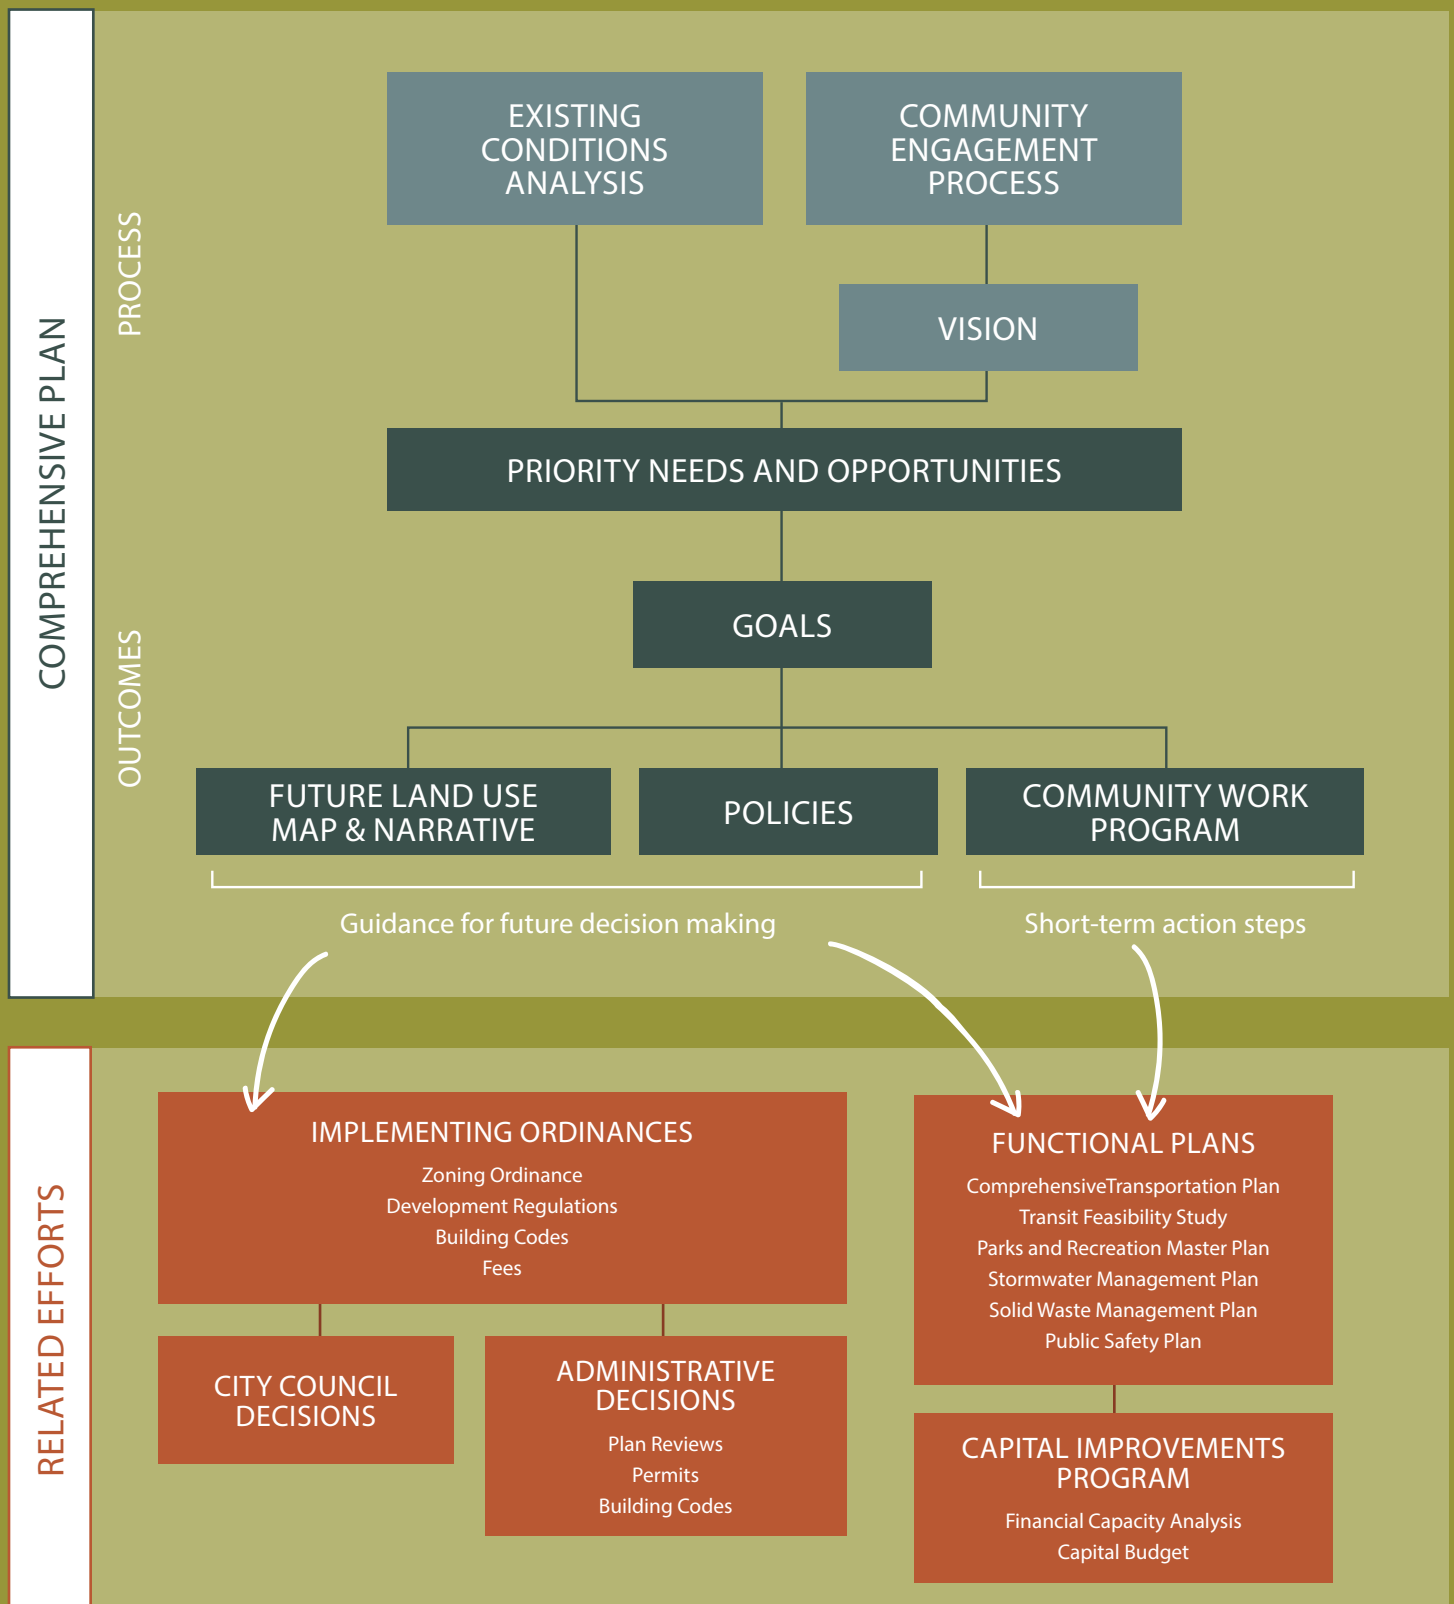 COMPREHENSIVE PLAN
PROCESS
EXISTING
CONDITIONS
ANALYSIS
COMMUNITY
ENGAGEMENT
PROCESS
VISION
PRIORITY NEEDS AND OPPORTUNITIES
OUTCOMES
GOALS
FUTURE LAND USE
MAP & NARRATIVE
POLICIES
COMMUNITY WORK
PROGRAM
Guidance for future decision making
Short-term action steps
RELATED EFFORTS
IMPLEMENTING ORDINANCES
Zoning Ordinance
Development Regulations
Building Codes
Fees
CITY COUNCIL
DECISIONS
ADMINISTRATIVE
DECISIONS
Plan Reviews
Permits
Building Codes
FUNCTIONAL PLANS
ComprehensiveTransportation Plan
Transit Feasibility Study
Parks and Recreation Master Plan
Stormwater Management Plan
Solid Waste Management Plan
Public Safety Plan
CAPITAL IMPROVEMENTS
PROGRAM
Financial Capacity Analysis
Capital Budget